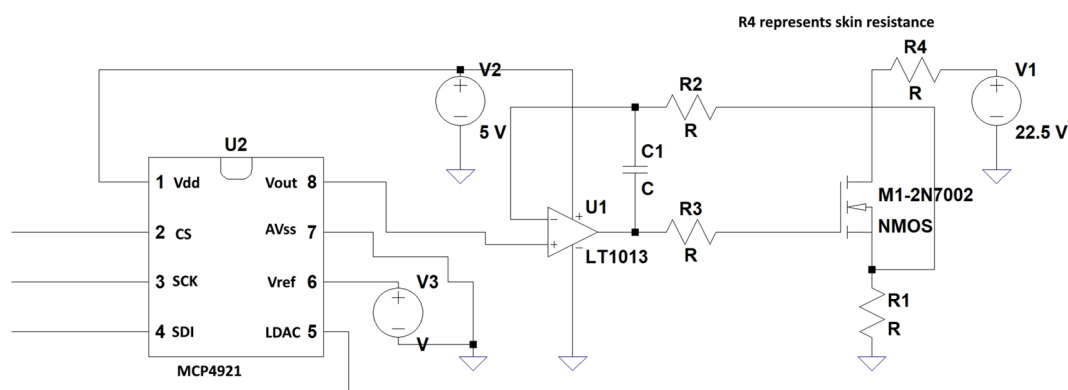 R4 represents skin resistance
R4
R
V1
22.5 V
V2
5 V
R2
R
C1
C
U2
1 Vdd
Vout 8
2 CS
AVss 7
3 SCK
Vref 6
4 SDI
LDAC 5
MCP4921
V3
V
U1
LT1013
R3
R
M1-2N7002
NMOS
R1
R